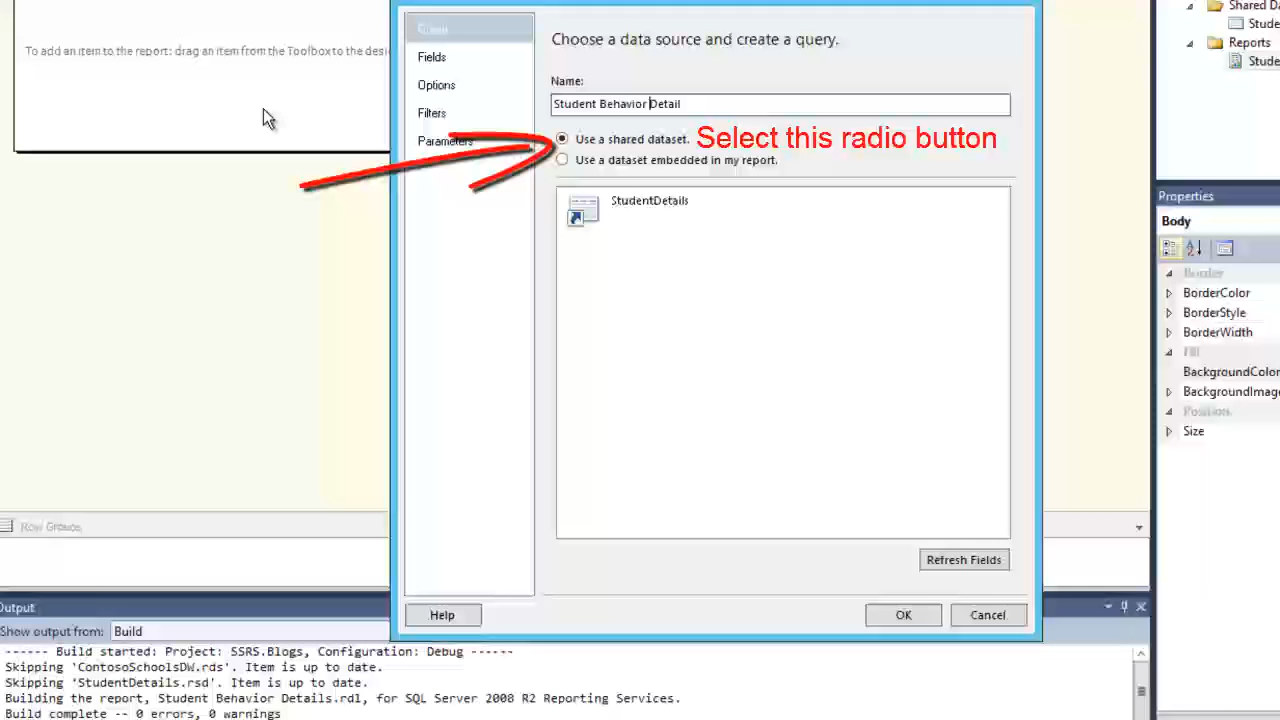 To add an item to the report: drag an item from the Toolbox to the
Query
Fields
Options
Filters
Parameters
Choose a data source and create a query.
Name:
Student Behavior Detail
Use a shared dataset.
Select this radio button
Use a dataset embedded in my report.
StudentDetails
Refresh Fields
Help
OK
Cancel
Shared Da
Stude
Reports
Stude
Properties
Body
Border
BorderColor
BorderStyle
BorderWidth
Fill
BackgroundColor
BackgroundImage
Position
Size
Row Groups
Output
Show output from:
Build
------ Build started: Project: SSRS.Blogs, Configuration: Debug ------
Skipping 'ContosoSchoolsDW.rds'. Item is up to date.
Skipping 'StudentDetails.rsd'. Item is up to date.
Building the report, Student Behavior Details.rdl, for SQL Server 2008 R2 Reporting Services.
Build complete -- 0 errors, 0 warnings